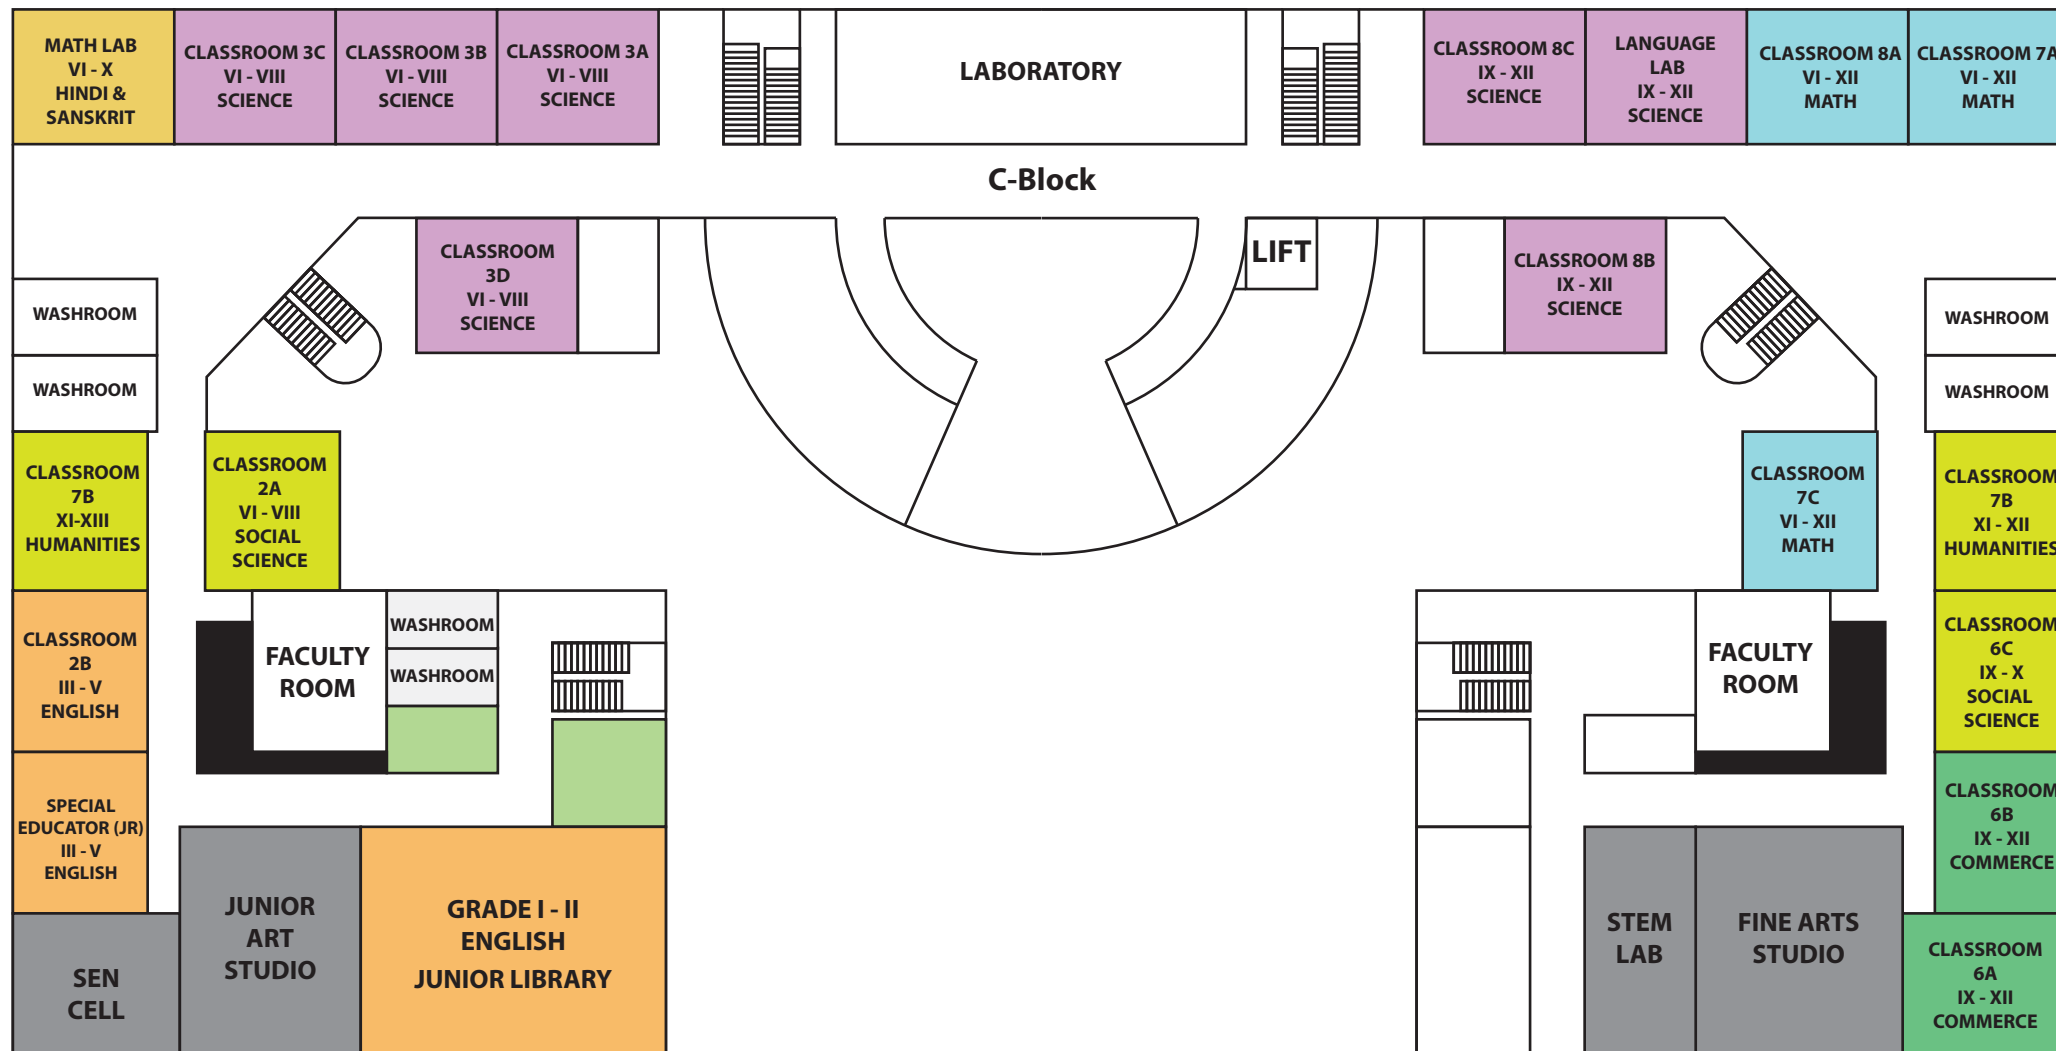 MATH LAB
VI - X
HINDI &
SANSKRIT
CLASSROOM 3C
VI - VIII
SCIENCE
CLASSROOM 3B
VI - VIII
SCIENCE
CLASSROOM 3A
VI - VIII
SCIENCE
LABORATORY
CLASSROOM 8C
IX - XII
SCIENCE
LANGUAGE
LAB
IX - XII
SCIENCE
CLASSROOM 8A
VI - XII
MATH
CLASSROOM 7A
VI - XII
MATH
C-Block
CLASSROOM
3D
VI - VIII
SCIENCE
LIFT
CLASSROOM 8B
IX - XII
SCIENCE
WASHROOM
WASHROOM
WASHROOM
WASHROOM
CLASSROOM
7B
XI-XIII
HUMANITIES
CLASSROOM
2A
VI - VIII
SOCIAL
SCIENCE
CLASSROOM
7C
VI - XII
MATH
CLASSROOM
7B
XI - XII
HUMANITIES
CLASSROOM
2B
III - V
ENGLISH
FACULTY
ROOM
WASHROOM
WASHROOM
FACULTY
ROOM
CLASSROOM
6C
IX - X
SOCIAL
SCIENCE
SPECIAL
EDUCATOR (JR)
III - V
ENGLISH
CLASSROOM
6B
IX - XII
COMMERCE
SEN
CELL
JUNIOR
ART
STUDIO
GRADE I - II
ENGLISH
JUNIOR LIBRARY
STEM
LAB
FINE ARTS
STUDIO
CLASSROOM
6A
IX - XII
COMMERCE